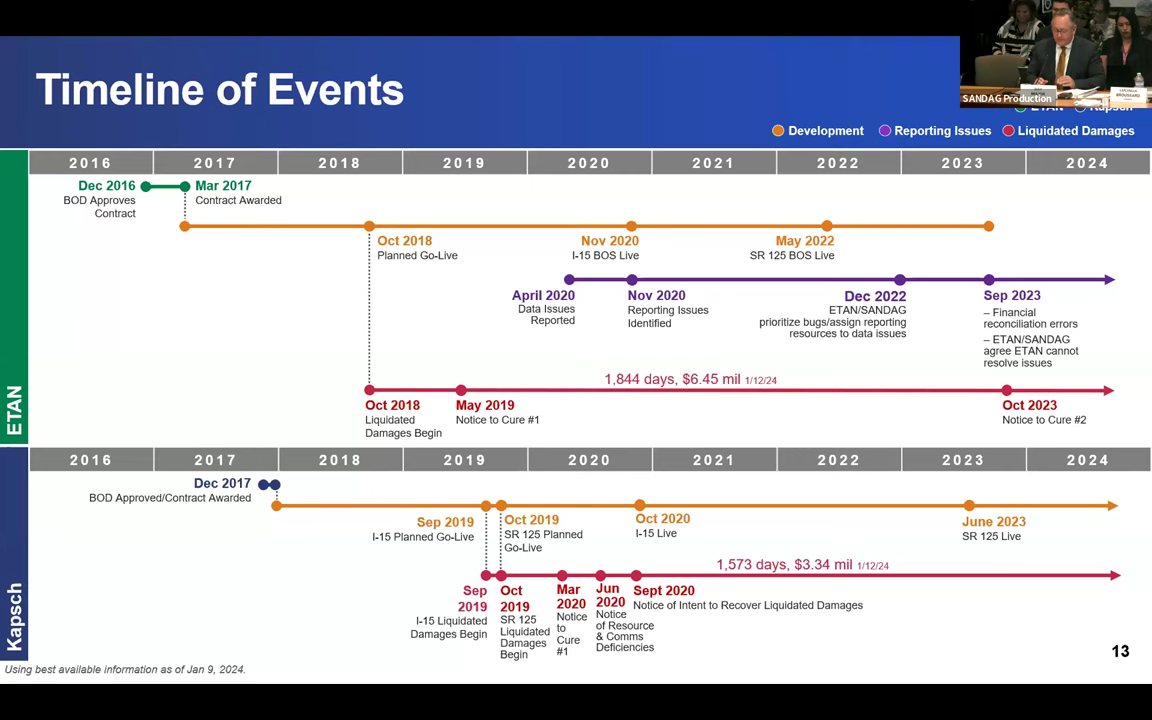 Timeline of Events
SANDAG Production
BROUSSARD
ETAN Kapsch
Development Reporting Issues Liquidated Damages
ETAN
2016 2017 2018 2019 2020 2021 2022 2023 2024
Dec 2016
BOD Approves
Contract
Mar 2017
Contract Awarded
Oct 2018
Planned Go-Live
Nov 2020
I-15 BOS Live
May 2022
SR 125 BOS Live
April 2020
Data Issues
Reported
Nov 2020
Reporting Issues
Identified
Dec 2022
ETAN/SANDAG
prioritize bugs/assign reporting
resources to data issues
Sep 2023
– Financial
reconciliation errors
– ETAN/SANDAG
agree ETAN cannot
resolve issues
1,844 days, $6.45 mil 1/12/24
Oct 2018
Liquidated
Damages Begin
May 2019
Notice to Cure #1
Oct 2023
Notice to Cure #2
Kapsch
2016 2017 2018 2019 2020 2021 2022 2023 2024
Dec 2017
BOD Approved/Contract Awarded
Sep 2019
I-15 Planned Go-Live
Oct 2019
SR 125 Planned
Go-Live
Oct 2020
I-15 Live
June 2023
SR 125 Live
1,573 days, $3.34 mil 1/12/24
Sep
2019
I-15 Liquidated
Damages Begin
Oct
2019
SR 125
Liquidated
Damages
Begin
Mar
2020
Notice
to
Cure
#1
Jun
2020
Notice
of Resource
& Comms
Deficiencies
Sept 2020
Notice of Intent to Recover Liquidated Damages
13
Using best available information as of Jan 9, 2024.